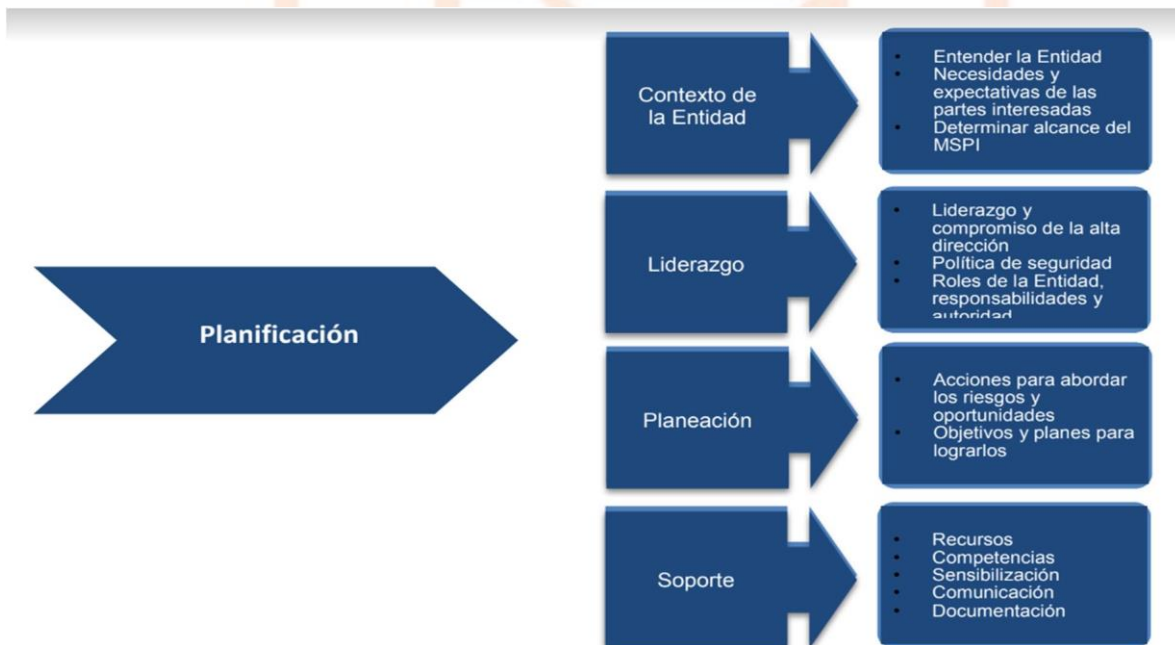 Planificación
Contexto de
la Entidad
• Entender la Entidad
• Necesidades y
expectativas de las
partes interesadas
• Determinar alcance del
MSPI
Liderazgo
• Liderazgo y
compromiso de la alta
dirección
• Política de seguridad
• Roles de la Entidad,
responsabilidades y
autoridad
Planeación
• Acciones para abordar
los riesgos y
oportunidades
• Objetivos y planes para
lograrlos
Soporte
• Recursos
• Competencias
• Sensibilización
• Comunicación
• Documentación